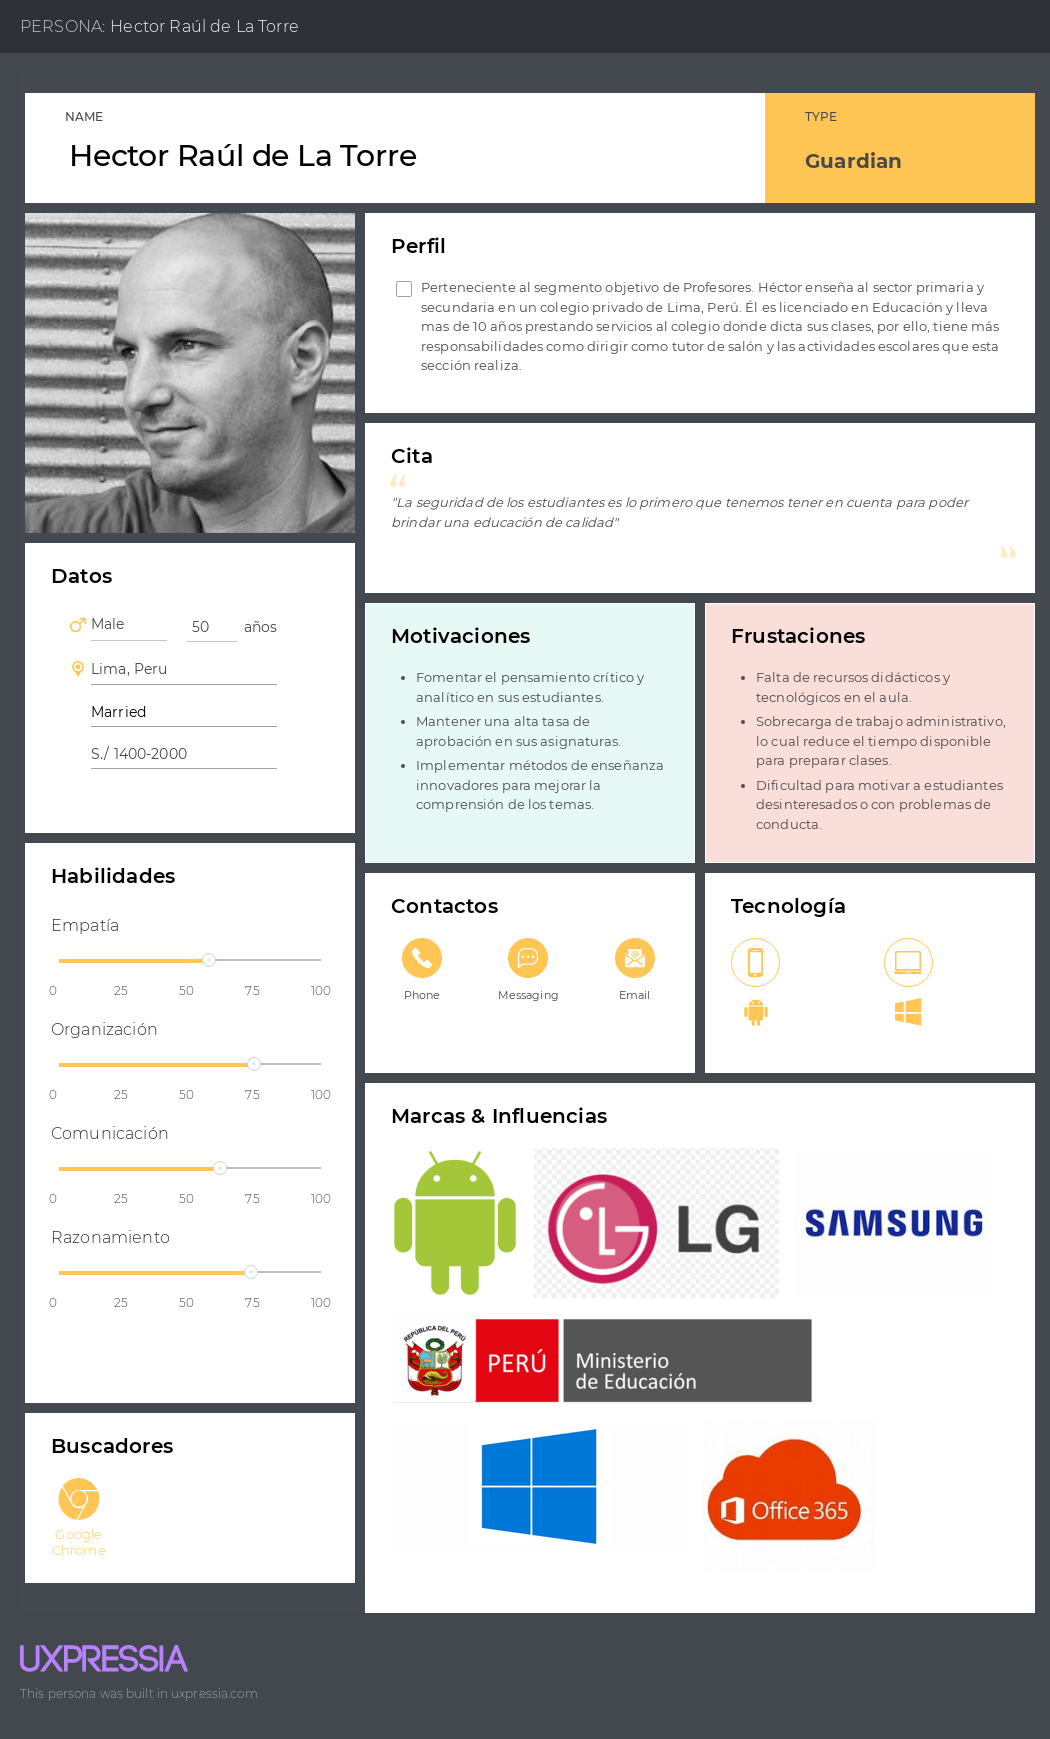 PERSONA: Hector Raúl de La Torre
NAME
Hector Raúl de La Torre
TYPE
Guardian
Perfil
Perteneciente al segmento objetivo de Profesores. Héctor enseña al sector primaria y
secundaria en un colegio privado de Lima, Perú. Él es licenciado en Educación y lleva
mas de 10 años prestando servicios al colegio donde dicta sus clases, por ello, tiene más
responsabilidades como dirigir como tutor de salón y las actividades escolares que esta
sección realiza.
Cita
"La seguridad de los estudiantes es lo primero que tenemos tener en cuenta para poder
brindar una educación de calidad"
Datos
Male
50 años
Lima, Peru
Married
S./ 1400-2000
Motivaciones
• Fomentar el pensamiento crítico y
analítico en sus estudiantes.
• Mantener una alta tasa de
aprobación en sus asignaturas.
• Implementar métodos de enseñanza
innovadores para mejorar la
comprensión de los temas.
Frustaciones
• Falta de recursos didácticos y
tecnológicos en el aula.
• Sobrecarga de trabajo administrativo,
lo cual reduce el tiempo disponible
para preparar clases.
• Dificultad para motivar a estudiantes
desinteresados o con problemas de
conducta.
Habilidades
Empatía
0 25 50 75 100
Organización
0 25 50 75 100
Comunicación
0 25 50 75 100
Razonamiento
0 25 50 75 100
Contactos
Phone
Messaging
Email
Tecnología
Marcas & Influencias
LG
LG
SAMSUNG
REPÚBLICA DEL PERÚ
PERÚ
Ministerio
de Educación
Office 365
Buscadores
Google
Chrome
UXPRESSIA
This persona was built in uxpressia.com